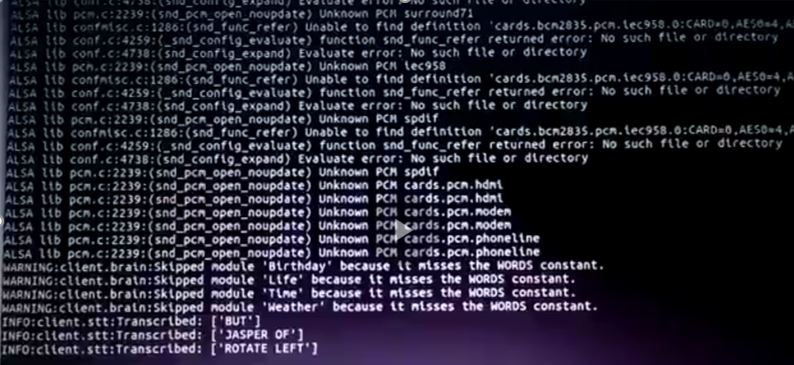 ALSA lib conf.c:4738:(snd_config_expand) Evaluate error: No such file or directory
ALSA lib pcm.c:2239:(snd_pcm_open_noupdate) Unknown PCM surround71
ALSA lib confmisc.c:1286:(snd_func_refer) Unable to find definition 'cards.bcm2835.pcm.iec958.0:CARD=0,AES0=4,A
ALSA lib conf.c:4259:(_snd_config_evaluate) function snd_func_refer returned error: No such file or directory
ALSA lib conf.c:4738:(snd_config_expand) Evaluate error: No such file or directory
ALSA lib pcm.c:2239:(snd_pcm_open_noupdate) Unknown PCM iec958
ALSA lib confmisc.c:1286:(snd_func_refer) Unable to find definition 'cards.bcm2835.pcm.iec958.0:CARD=0,AES0=4,A
ALSA lib conf.c:4259:(_snd_config_evaluate) function snd_func_refer returned error: No such file or directory
ALSA lib conf.c:4738:(snd_config_expand) Evaluate error: No such file or directory
ALSA lib pcm.c:2239:(snd_pcm_open_noupdate) Unknown PCM spdif
ALSA lib confmisc.c:1286:(snd_func_refer) Unable to find definition 'cards.bcm2835.pcm.iec958.0:CARD=0,AES0=4,A
ALSA lib conf.c:4259:(_snd_config_evaluate) function snd_func_refer returned error: No such file or directory
ALSA lib conf.c:4738:(snd_config_expand) Evaluate error: No such file or directory
ALSA lib pcm.c:2239:(snd_pcm_open_noupdate) Unknown PCM spdif
ALSA lib pcm.c:2239:(snd_pcm_open_noupdate) Unknown PCM cards.pcm.hdmi
ALSA lib pcm.c:2239:(snd_pcm_open_noupdate) Unknown PCM cards.pcm.hdmi
ALSA lib pcm.c:2239:(snd_pcm_open_noupdate) Unknown PCM cards.pcm.modem
ALSA lib pcm.c:2239:(snd_pcm_open_noupdate) Unknown PCM cards.pcm.modem
ALSA lib pcm.c:2239:(snd_pcm_open_noupdate) Unknown PCM cards.pcm.phoneline
ALSA lib pcm.c:2239:(snd_pcm_open_noupdate) Unknown PCM cards.pcm.phoneline
WARNING:client.brain:Skipped module 'Birthday' because it misses the WORDS constant.
WARNING:client.brain:Skipped module 'Life' because it misses the WORDS constant.
WARNING:client.brain:Skipped module 'Time' because it misses the WORDS constant.
WARNING:client.brain:Skipped module 'Weather' because it misses the WORDS constant.
INFO:client.stt:Transcribed: ['BUT']
INFO:client.stt:Transcribed: ['JASPER OF']
INFO:client.stt:Transcribed: ['ROTATE LEFT']